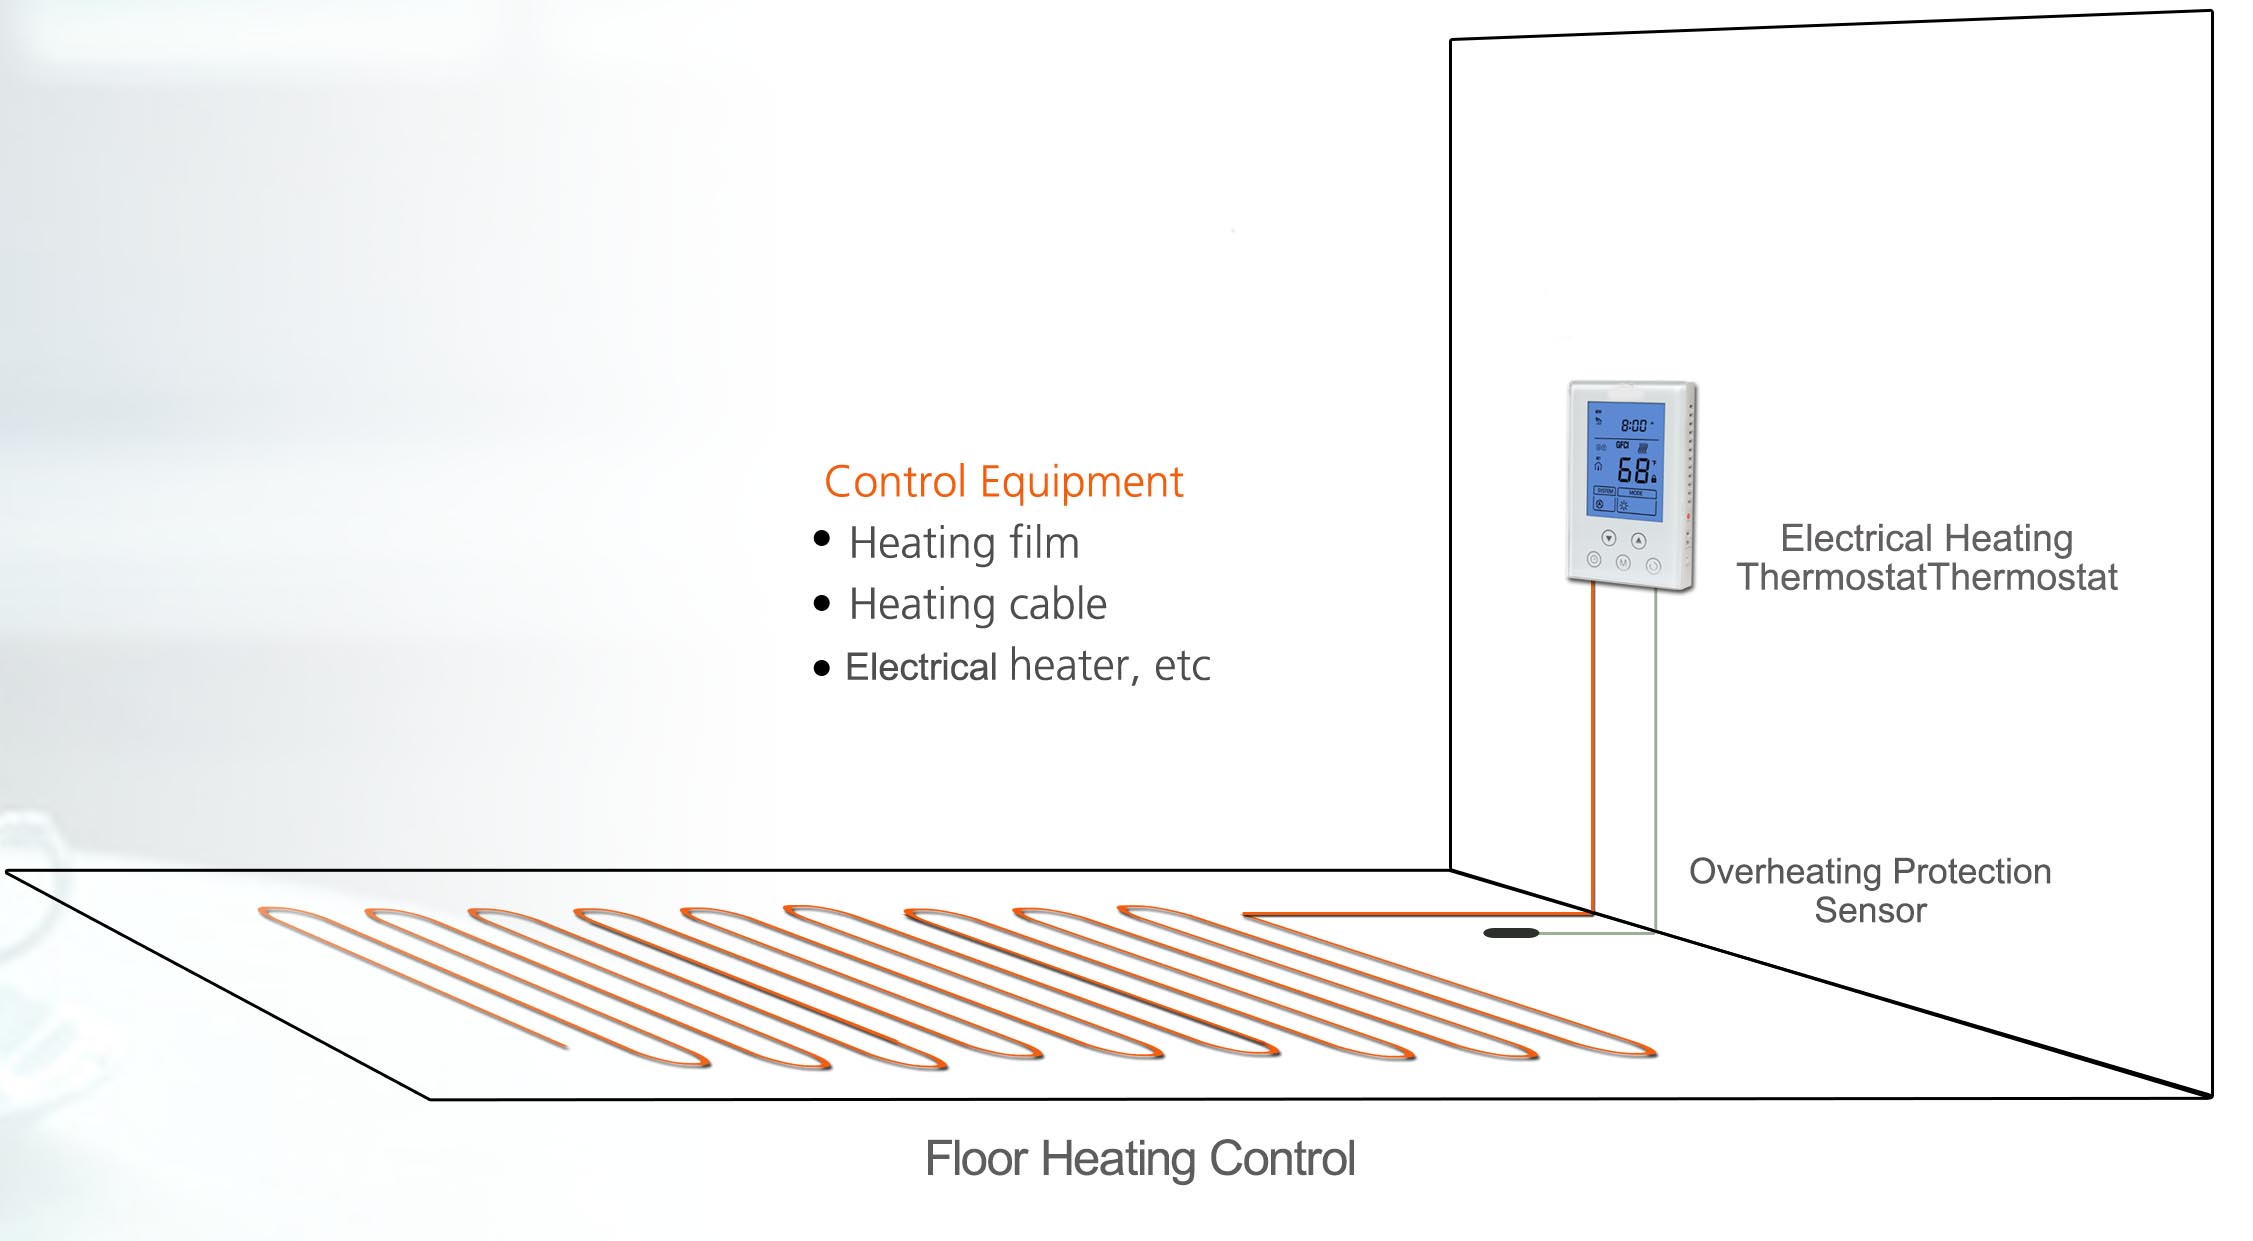 Control Equipment
• Heating film
• Heating cable
• Electrical heater, etc
8:00
GFCI
68°F
SYSTEM MODE
M
Electrical Heating
ThermostatThermostat
Overheating Protection
Sensor
Floor Heating Control